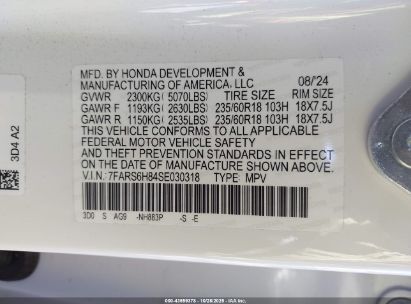 MFD. BY HONDA DEVELOPMENT &
MANUFACTURING OF AMERICA, LLC 08/24
GVWR 2300KG (5070LBS) TIRE SIZE RIM SIZE
GAWR F 1193KG (2630LBS) 235/60R18 103H 18X7.5J
GAWR R 1150KG (2535LBS) 235/60R18 103H 18X7.5J
THIS VEHICLE CONFORMS TO ALL APPLICABLE
FEDERAL MOTOR VEHICLE SAFETY
AND THEFT PREVENTION STANDARDS IN EFFECT
ON THE DATE OF MANUFACTURE SHOWN ABOVE.
V.I.N: 7FARS6H84SE030318 TYPE: MPV
3D0 S AG9 -NH883P -S -E
3D4 A2